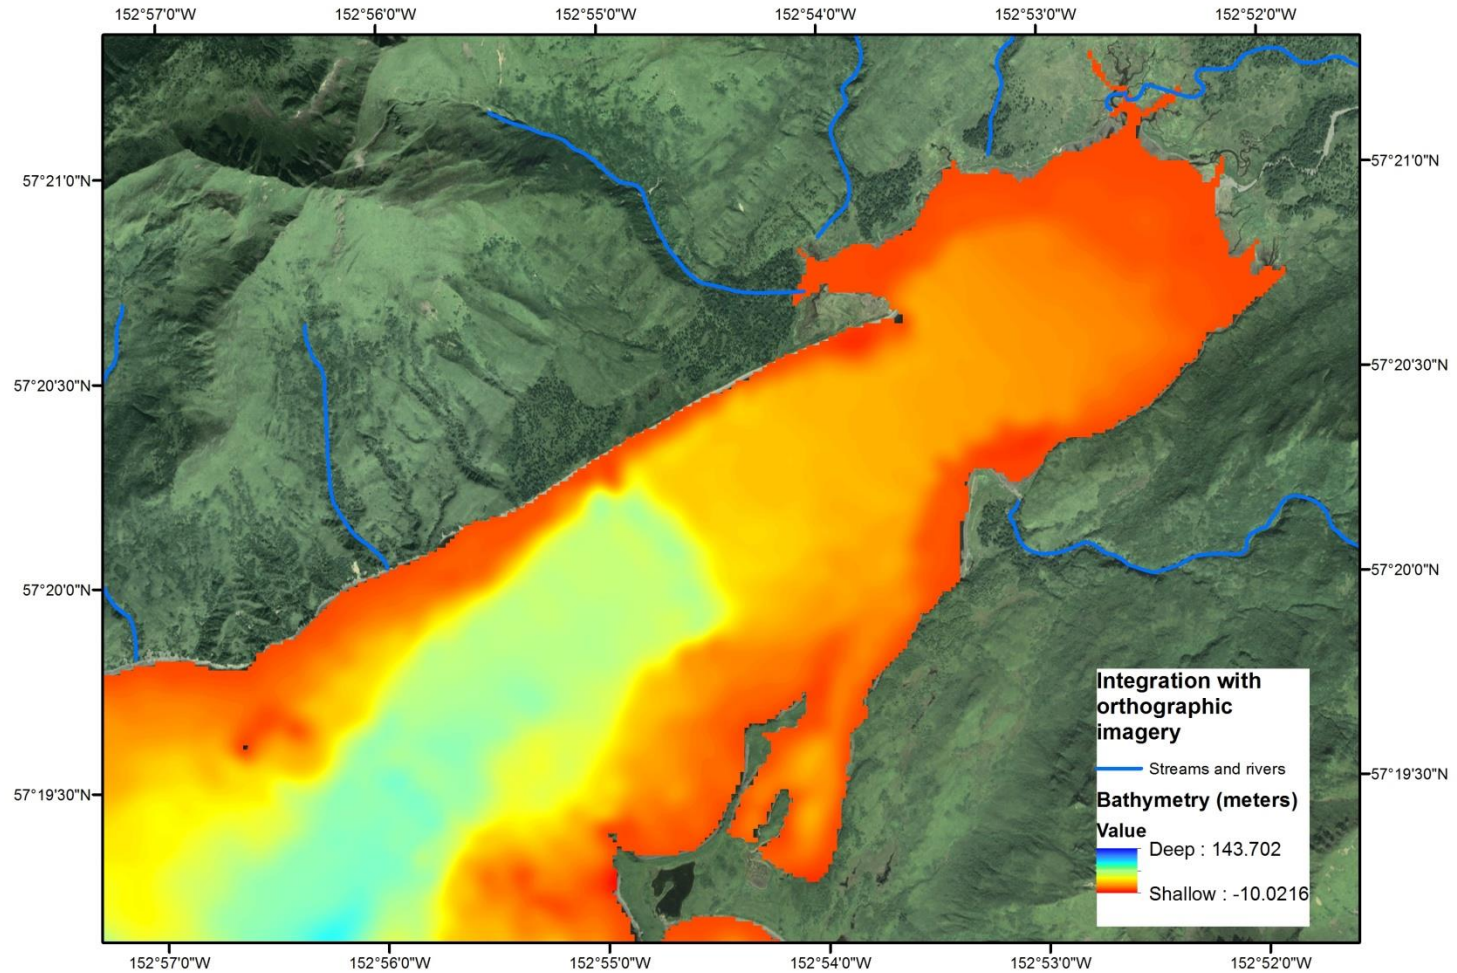 152°57'0"W 152°56'0"W 152°55'0"W 152°54'0"W 152°53'0"W 152°52'0"W
57°21'0"N
57°21'0"N
57°20'30"N
57°20'30"N
57°20'0"N
57°20'0"N
Integration with
orthographic
imagery
Streams and rivers
57°19'30"N
57°19'30"N
Bathymetry (meters)
Value
Deep : 143.702
Shallow : -10.0216
152°57'0"W 152°56'0"W 152°55'0"W 152°54'0"W 152°53'0"W 152°52'0"W